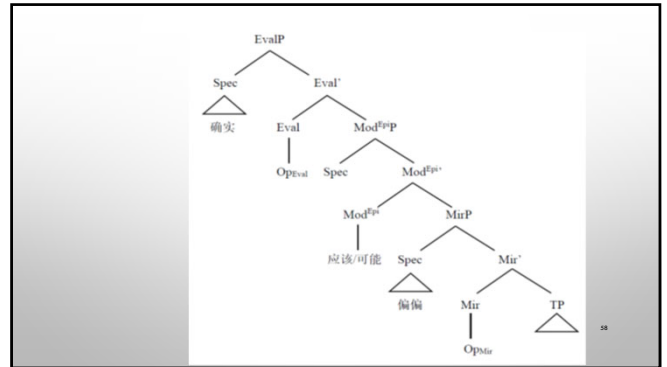 EvalP
Spec Eval’
确实 Eval Mod^EpiP
Op_Eval Spec Mod^Epi’
Mod^Epi MirP
应该/可能 Spec Mir’
偏偏 Mir TP
Op_Mir
58